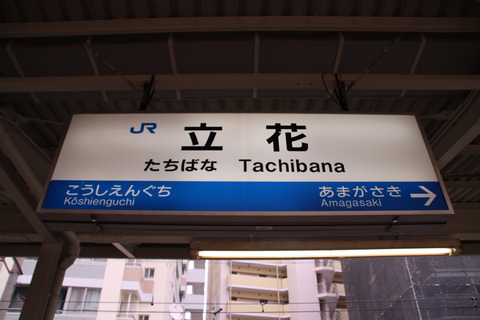 JR 立花
たちばな Tachibana
こうしえんぐち あまがさき →
Kōshienguchi Amagasaki